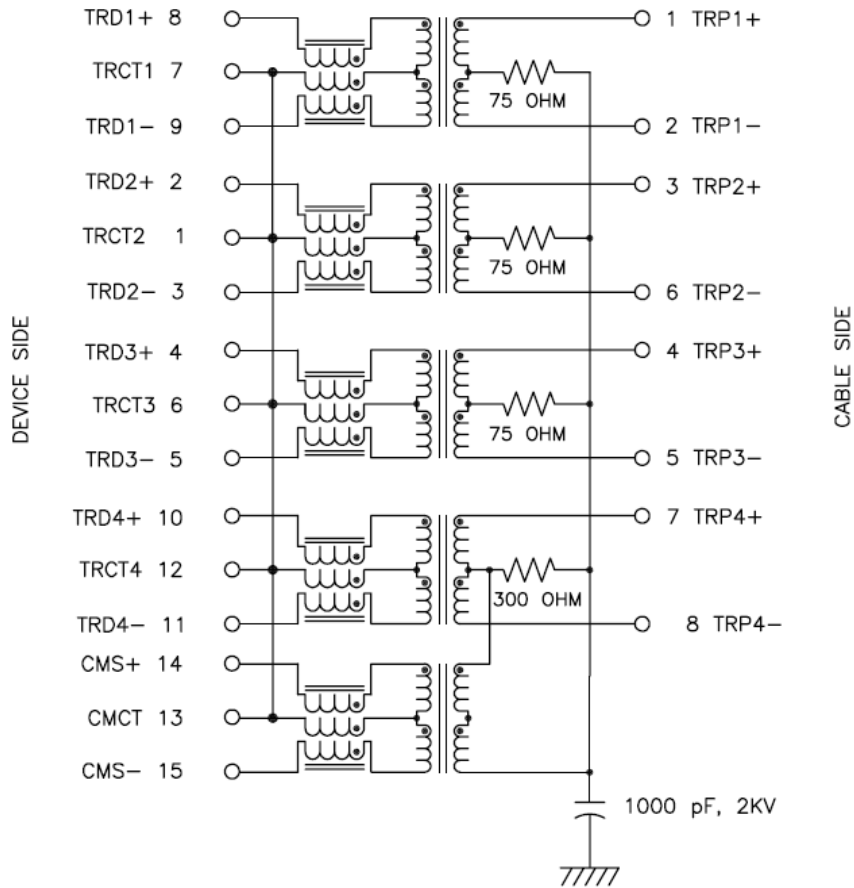 TRD1+ 8
1 TRP1+
TRCT1 7
75 OHM
TRD1− 9
2 TRP1−
TRD2+ 2
3 TRP2+
TRCT2 1
75 OHM
TRD2− 3
6 TRP2−
DEVICE SIDE
CABLE SIDE
TRD3+ 4
4 TRP3+
TRCT3 6
75 OHM
TRD3− 5
5 TRP3−
TRD4+ 10
7 TRP4+
TRCT4 12
300 OHM
TRD4− 11
8 TRP4−
CMS+ 14
CMCT 13
CMS− 15
1000 pF, 2KV